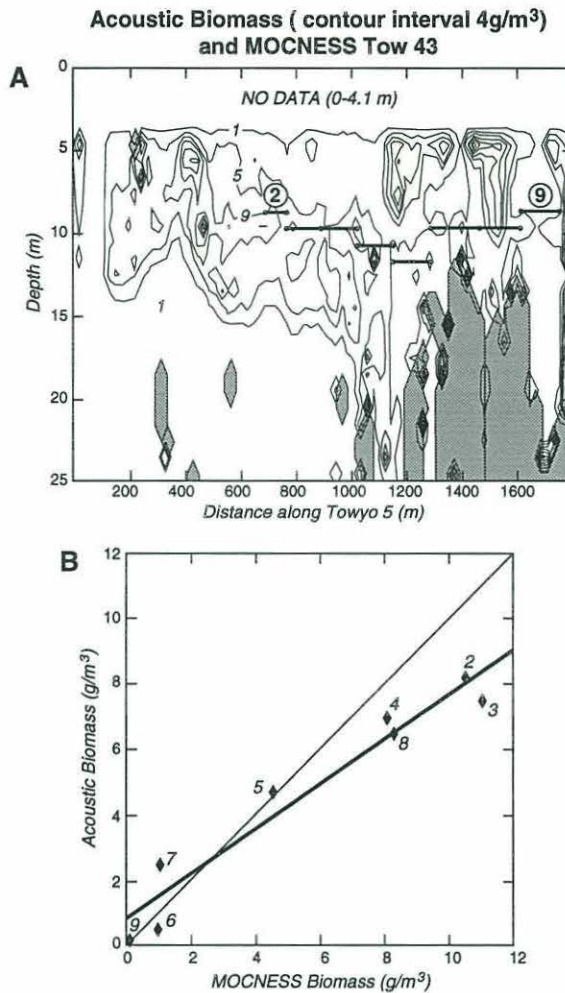 Acoustic Biomass ( contour interval 4g/m³)
and MOCNESS Tow 43
A
0
5
10
15
20
25
Depth (m)
NO DATA (0-4.1 m)
1
5
9
2
9
1
200 400 600 800 1000 1200 1400 1600
Distance along Towyo 5 (m)
B
12
10
8
6
4
2
0
Acoustic Biomass (g/m³)
2
3
4
8
5
7
6
9
0 2 4 6 8 10 12
MOCNESS Biomass (g/m³)